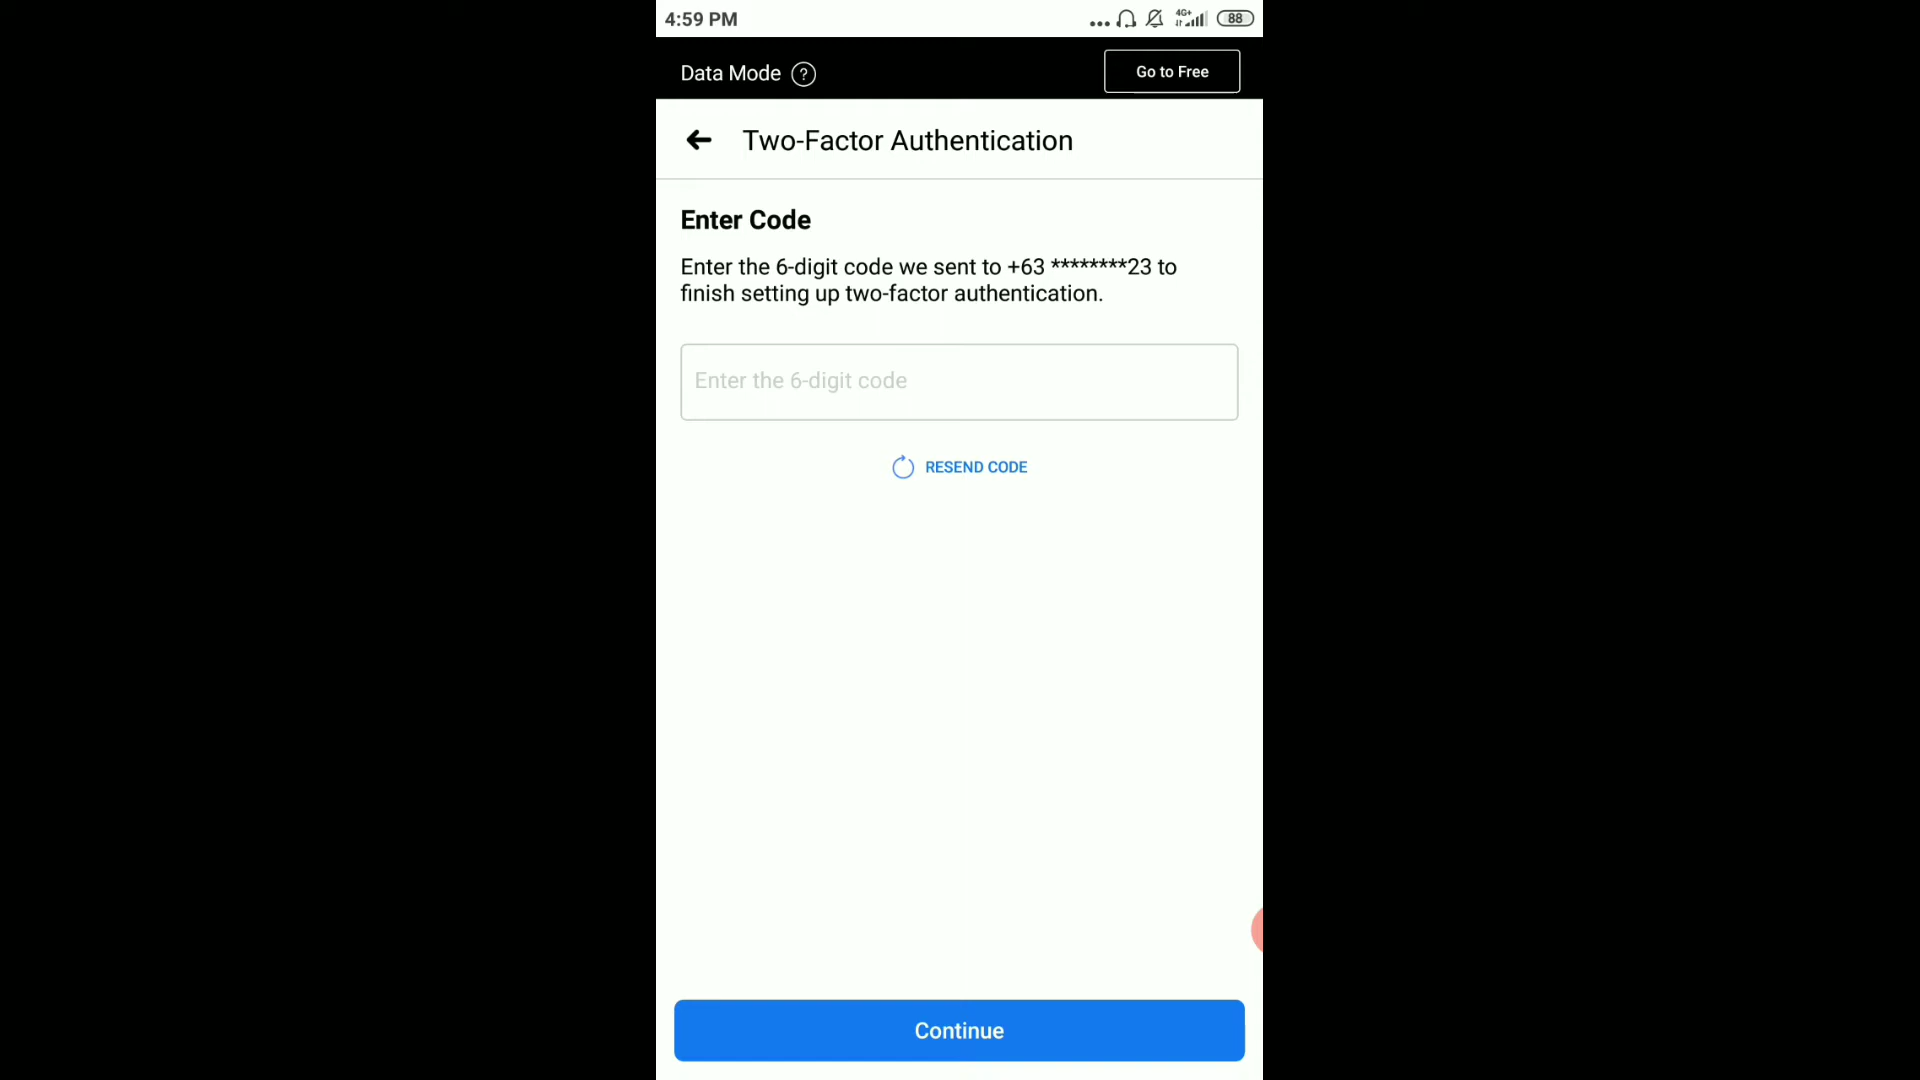 4:59 PM
4G+
88
Data Mode ?
Go to Free
Two-Factor Authentication
Enter Code
Enter the 6-digit code we sent to +63 ********23 to
finish setting up two-factor authentication.
Enter the 6-digit code
RESEND CODE
Continue